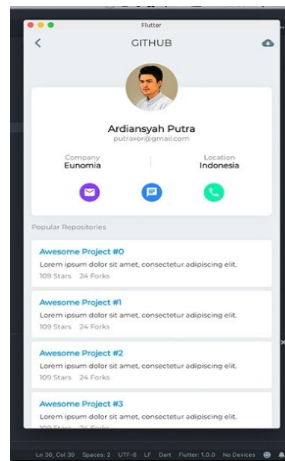 Flutter
GITHUB
Ardiansyah Putra
putraxor@gmail.com
Company
Eunomia
Location
Indonesia
Popular Repositories
Awesome Project #0
Lorem ipsum dolor sit amet, consectetur adipiscing elit.
109 Stars 24 Forks
Awesome Project #1
Lorem ipsum dolor sit amet, consectetur adipiscing elit.
109 Stars 24 Forks
Awesome Project #2
Lorem ipsum dolor sit amet, consectetur adipiscing elit.
109 Stars 24 Forks
Awesome Project #3
Lorem ipsum dolor sit amet, consectetur adipiscing elit.
109 Stars 24 Forks
Ln 30, Col 30 Spaces: 2 UTF-8 LF Dart Flutter: 1.0.0 No Devices